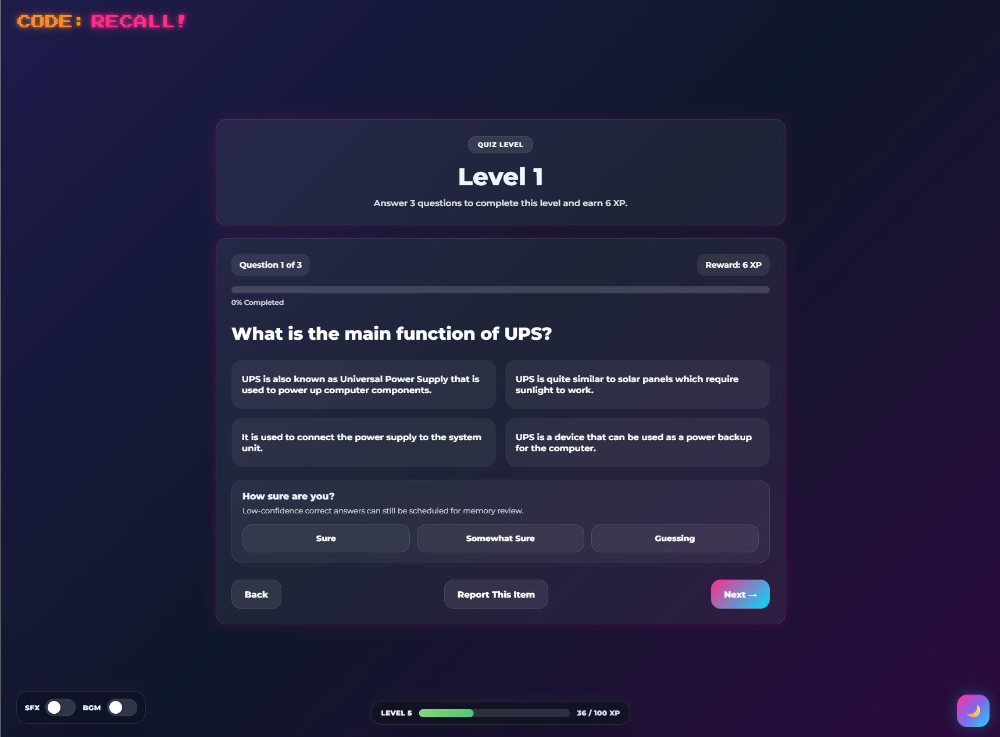 CODE: RECALL!
QUIZ LEVEL
Level 1
Answer 3 questions to complete this level and earn 6 XP.
Question 1 of 3
Reward: 6 XP
0% Completed
What is the main function of UPS?
UPS is also known as Universal Power Supply that is
used to power up computer components.
UPS is quite similar to solar panels which require
sunlight to work.
It is used to connect the power supply to the system
unit.
UPS is a device that can be used as a power backup
for the computer.
How sure are you?
Low-confidence correct answers can still be scheduled for memory review.
Sure
Somewhat Sure
Guessing
Back
Report This Item
Next →
SFX
BGM
LEVEL 5
36 / 100 XP